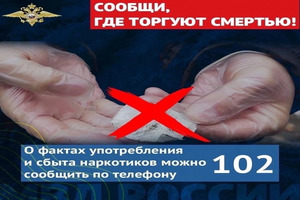 СООБЩИ,
ГДЕ ТОРГУЮТ СМЕРТЬЮ!
О фактах употребления
и сбыта наркотиков можно
сообщить по телефону
102